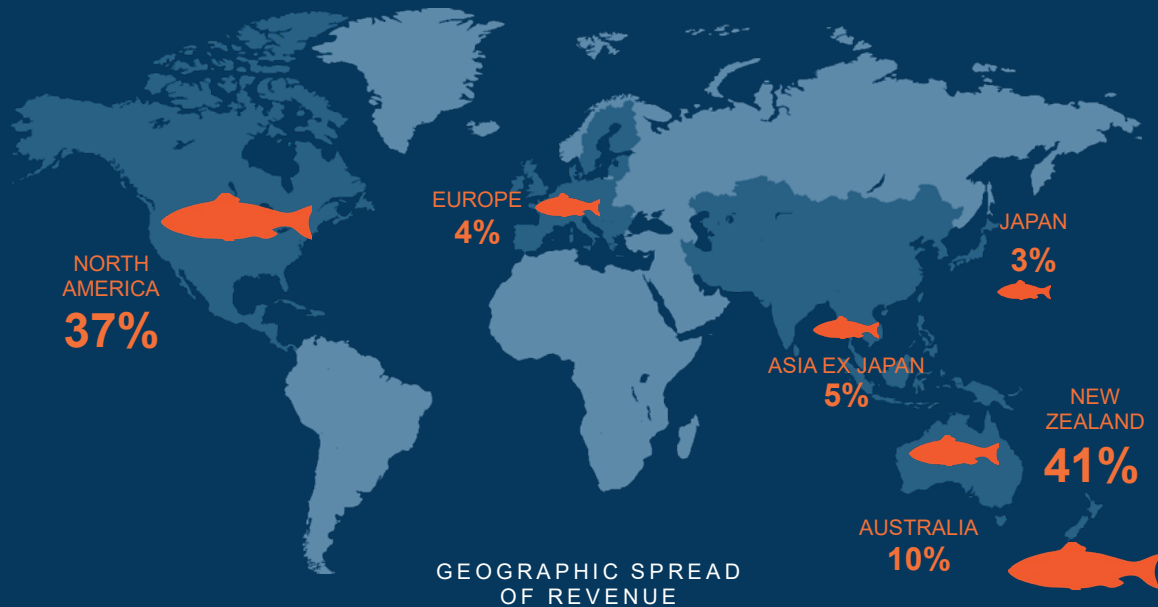 NORTH
AMERICA
37%
EUROPE
4%
JAPAN
3%
ASIA EX JAPAN
5%
NEW
ZEALAND
41%
AUSTRALIA
10%
GEOGRAPHIC SPREAD
OF REVENUE